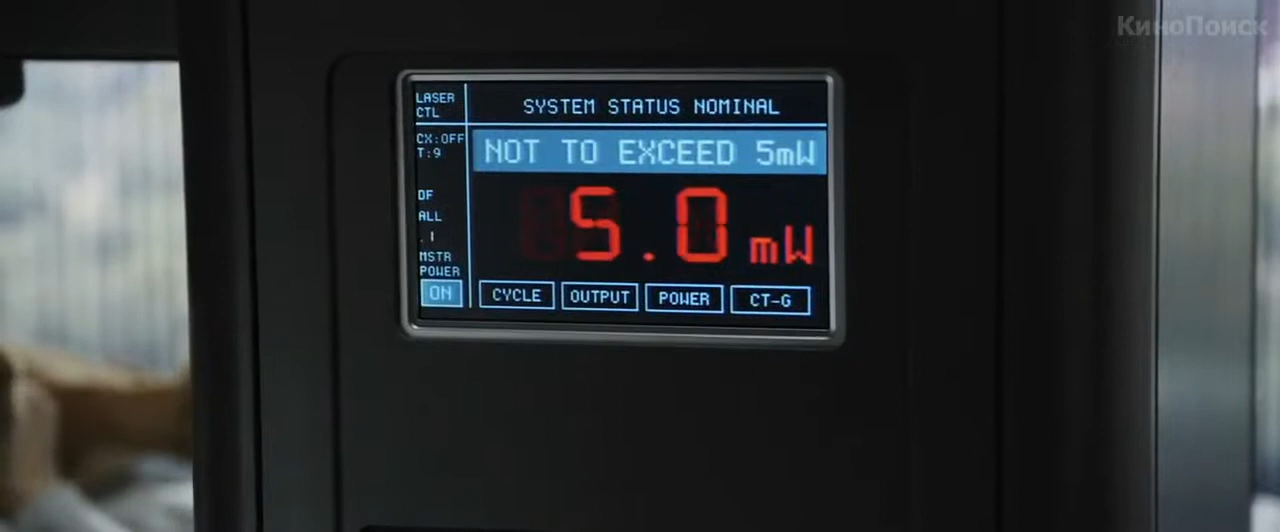 КиноПоиск
LASER
CTL
SYSTEM STATUS NOMINAL
CX:OFF
T:9
NOT TO EXCEED 5mW
DF
ALL
.1
5.0 mW
MSTR
POWER
ON
CYCLE
OUTPUT
POWER
CT-G